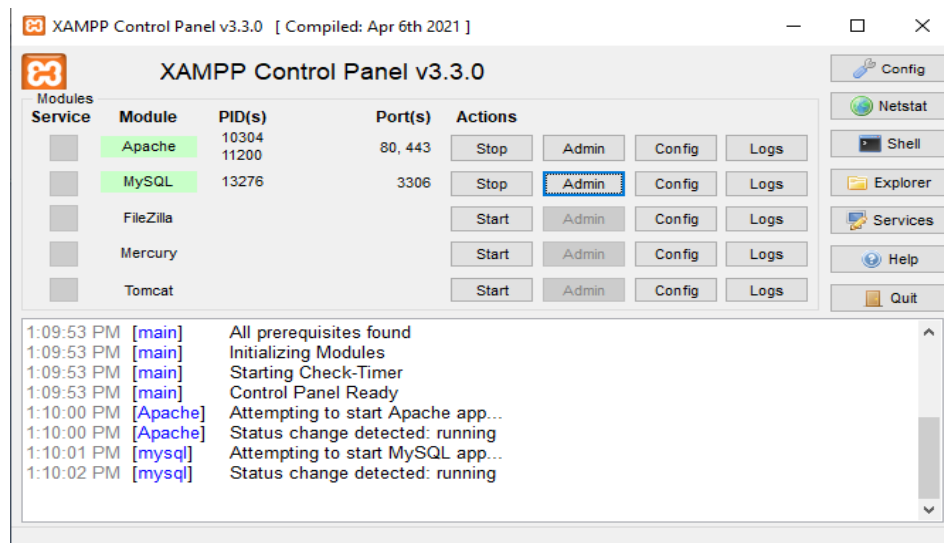 XAMPP Control Panel v3.3.0 [ Compiled: Apr 6th 2021 ]
XAMPP Control Panel v3.3.0
Config
Modules
Service Module PID(s) Port(s) Actions
Netstat
Apache 10304 11200 80, 443 Stop Admin Config Logs
Shell
MySQL 13276 3306 Stop Admin Config Logs
Explorer
FileZilla Start Admin Config Logs
Services
Mercury Start Admin Config Logs
Help
Tomcat Start Admin Config Logs
Quit
1:09:53 PM [main] All prerequisites found
1:09:53 PM [main] Initializing Modules
1:09:53 PM [main] Starting Check-Timer
1:09:53 PM [main] Control Panel Ready
1:10:00 PM [Apache] Attempting to start Apache app...
1:10:00 PM [Apache] Status change detected: running
1:10:01 PM [mysql] Attempting to start MySQL app...
1:10:02 PM [mysql] Status change detected: running